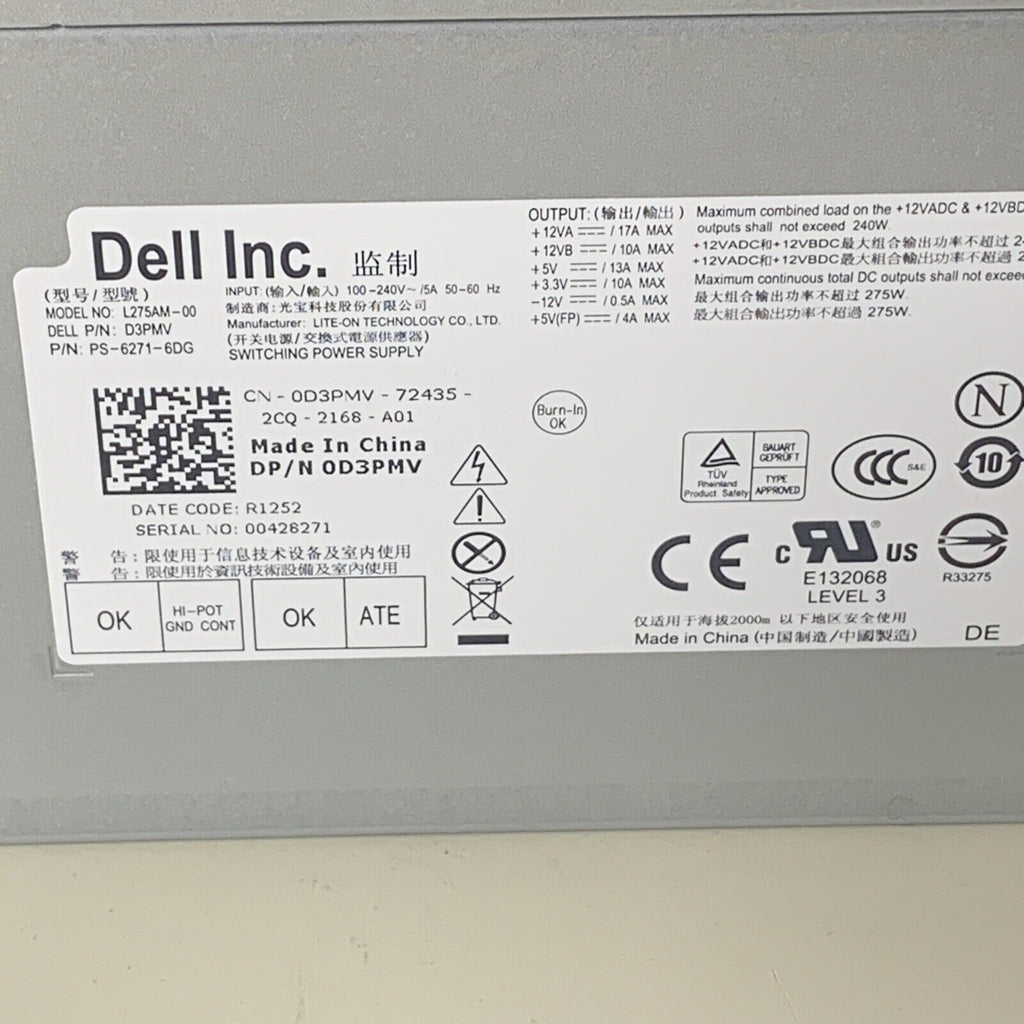 Dell Inc. 监制
(型号/型號)
MODEL NO: L275AM-00
DELL P/N: D3PMV
P/N: PS-6271-6DG
INPUT: (输入/輸入) 100-240V~/5A 50-60 Hz
制造商:光宝科技股份有限公司
Manufacturer: LITE-ON TECHNOLOGY CO., LTD.
(开关电源/交換式電源供應器)
SWITCHING POWER SUPPLY
OUTPUT: (输出/輸出)
+12VA /17A MAX
+12VB /10A MAX
+5V /13A MAX
+3.3V /10A MAX
-12V /0.5A MAX
+5V(FP) /4A MAX
Maximum combined load on the +12VADC & +12VBD
outputs shall not exceed 240W.
+12VADC和+12VBDC最大组合输出功率不超过 2
+12VADC和+12VBDC最大組合輸出功率不超過 2
Maximum continuous total DC outputs shall not excee
最大组合输出功率不超过 275W.
最大組合輸出功率不超過 275W.
CN - 0D3PMV - 72435 -
2CQ - 2168 - A01
Made In China
DP/N 0D3PMV
DATE CODE: R1252
SERIAL NO: 00428271
警 告:限使用于信息技术设备及室内使用
警 告:限使用於資訊技術設備及室內使用
OK HI-POT GND CONT
OK ATE
Burn-In
OK
TÜV
Rheinland
Product Safety
BAUART
GEPRÜFT
TYPE
APPROVED
CCC S&E
N
10
CE
c RU ® US
E132068
LEVEL 3
R33275
仅适用于海拔2000m 以下地区安全使用
Made in China (中国制造/中國製造)
DE